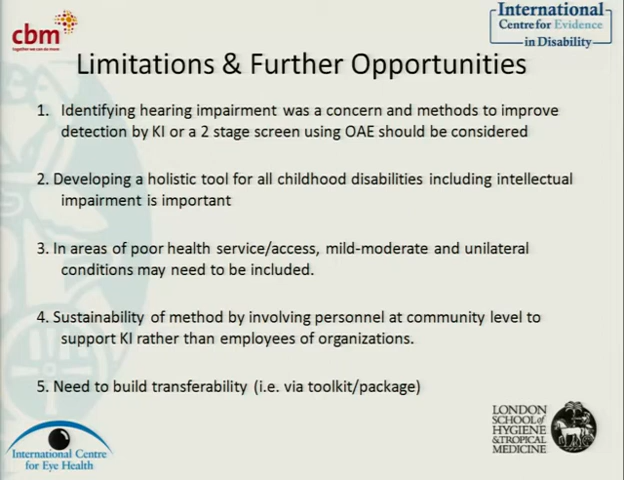 cbm
together we can do more
International
Centre for Evidence
in Disability
Limitations & Further Opportunities
1. Identifying hearing impairment was a concern and methods to improve
detection by KI or a 2 stage screen using OAE should be considered
2. Developing a holistic tool for all childhood disabilities including intellectual
impairment is important
3. In areas of poor health service/access, mild-moderate and unilateral
conditions may need to be included.
4. Sustainability of method by involving personnel at community level to
support KI rather than employees of organizations.
5. Need to build transferability (i.e. via toolkit/package)
International Centre
for Eye Health
LONDON
SCHOOL of
HYGIENE
& TROPICAL
MEDICINE